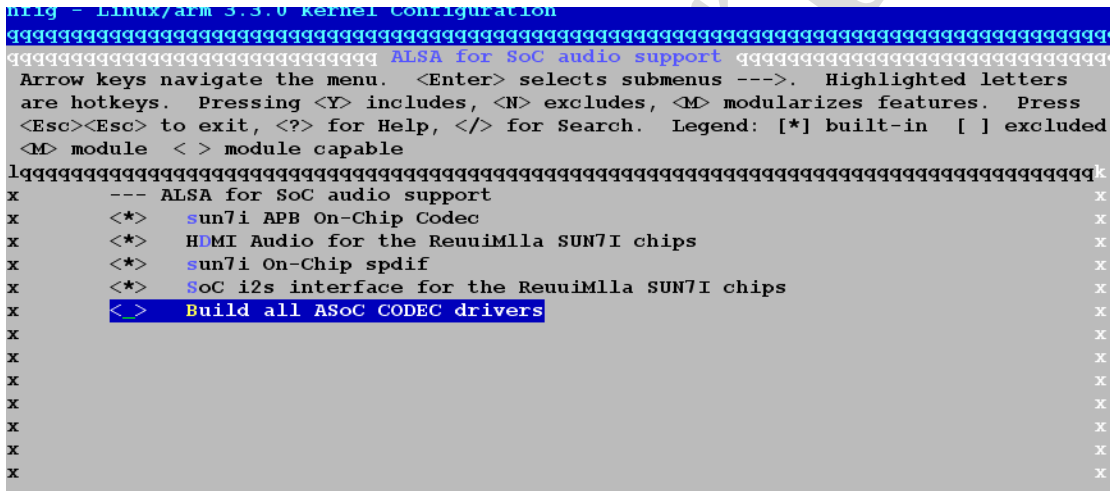 nfig - Linux/arm 3.3.0 Kernel Configuration
ALSA for SoC audio support
Arrow keys navigate the menu.  <Enter> selects submenus --->.  Highlighted letters
are hotkeys.  Pressing <Y> includes, <N> excludes, <M> modularizes features.  Press
<Esc><Esc> to exit, <?> for Help, </> for Search.  Legend: [*] built-in  [ ] excluded
<M> module  < > module capable
--- ALSA for SoC audio support
<*>   sun7i APB On-Chip Codec
<*>   HDMI Audio for the ReuuiMlla SUN7I chips
<*>   sun7i On-Chip spdif
<*>   SoC i2s interface for the ReuuiMlla SUN7I chips
<_>   Build all ASoC CODEC drivers